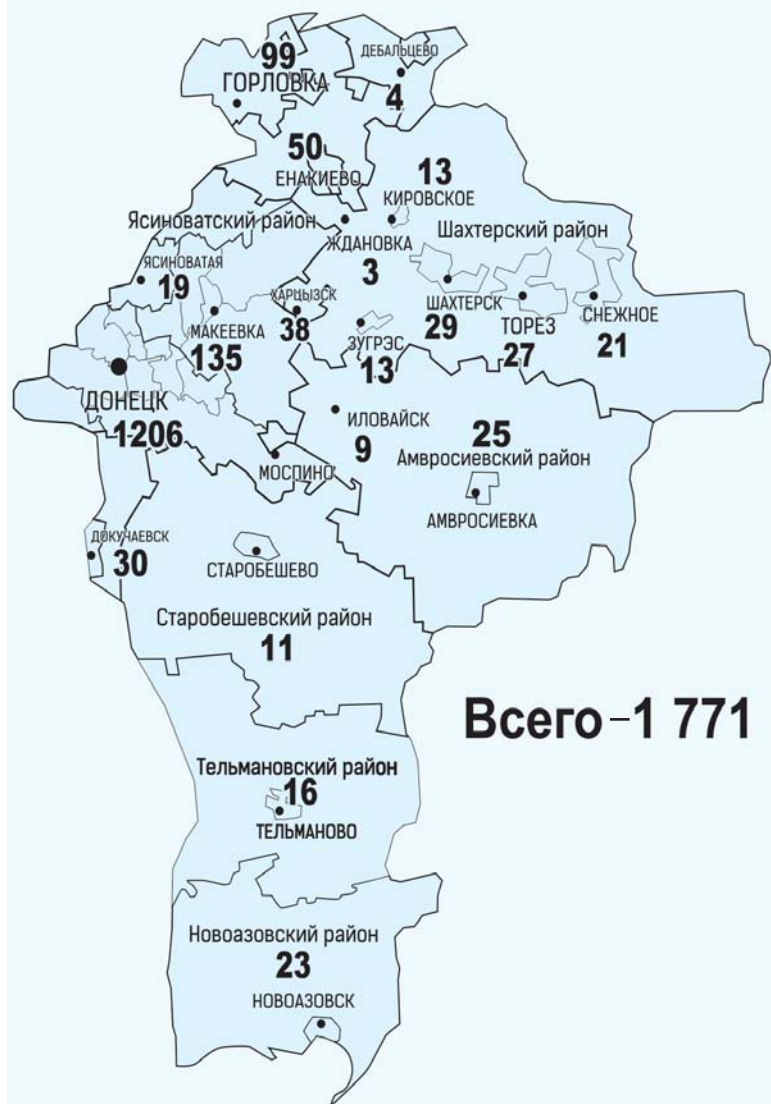 99
ГОРЛОВКА
ДЕБАЛЬЦЕВО
4
50
ЕНАКИЕВО
13
КИРОВСКОЕ
Ясиноватский район
ЖДАНОВКА
3
Шахтерский район
ЯСИНОВАТАЯ
19
МАКЕЕВКА
135
ХАРЦЫЗСК
38
ЗУГРЭС
13
ШАХТЕРСК
29
ТОРЕЗ
27
СНЕЖНОЕ
21
ДОНЕЦК
1206
МОСПИНО
ИЛОВАЙСК
9
25
Амвросиевский район
АМВРОСИЕВКА
ДОКУЧАЕВСК
30
СТАРОБЕШЕВО
Старобешевский район
11
Всего –1 771
Тельмановский район
16
ТЕЛЬМАНОВО
Новоазовский район
23
НОВОАЗОВСК